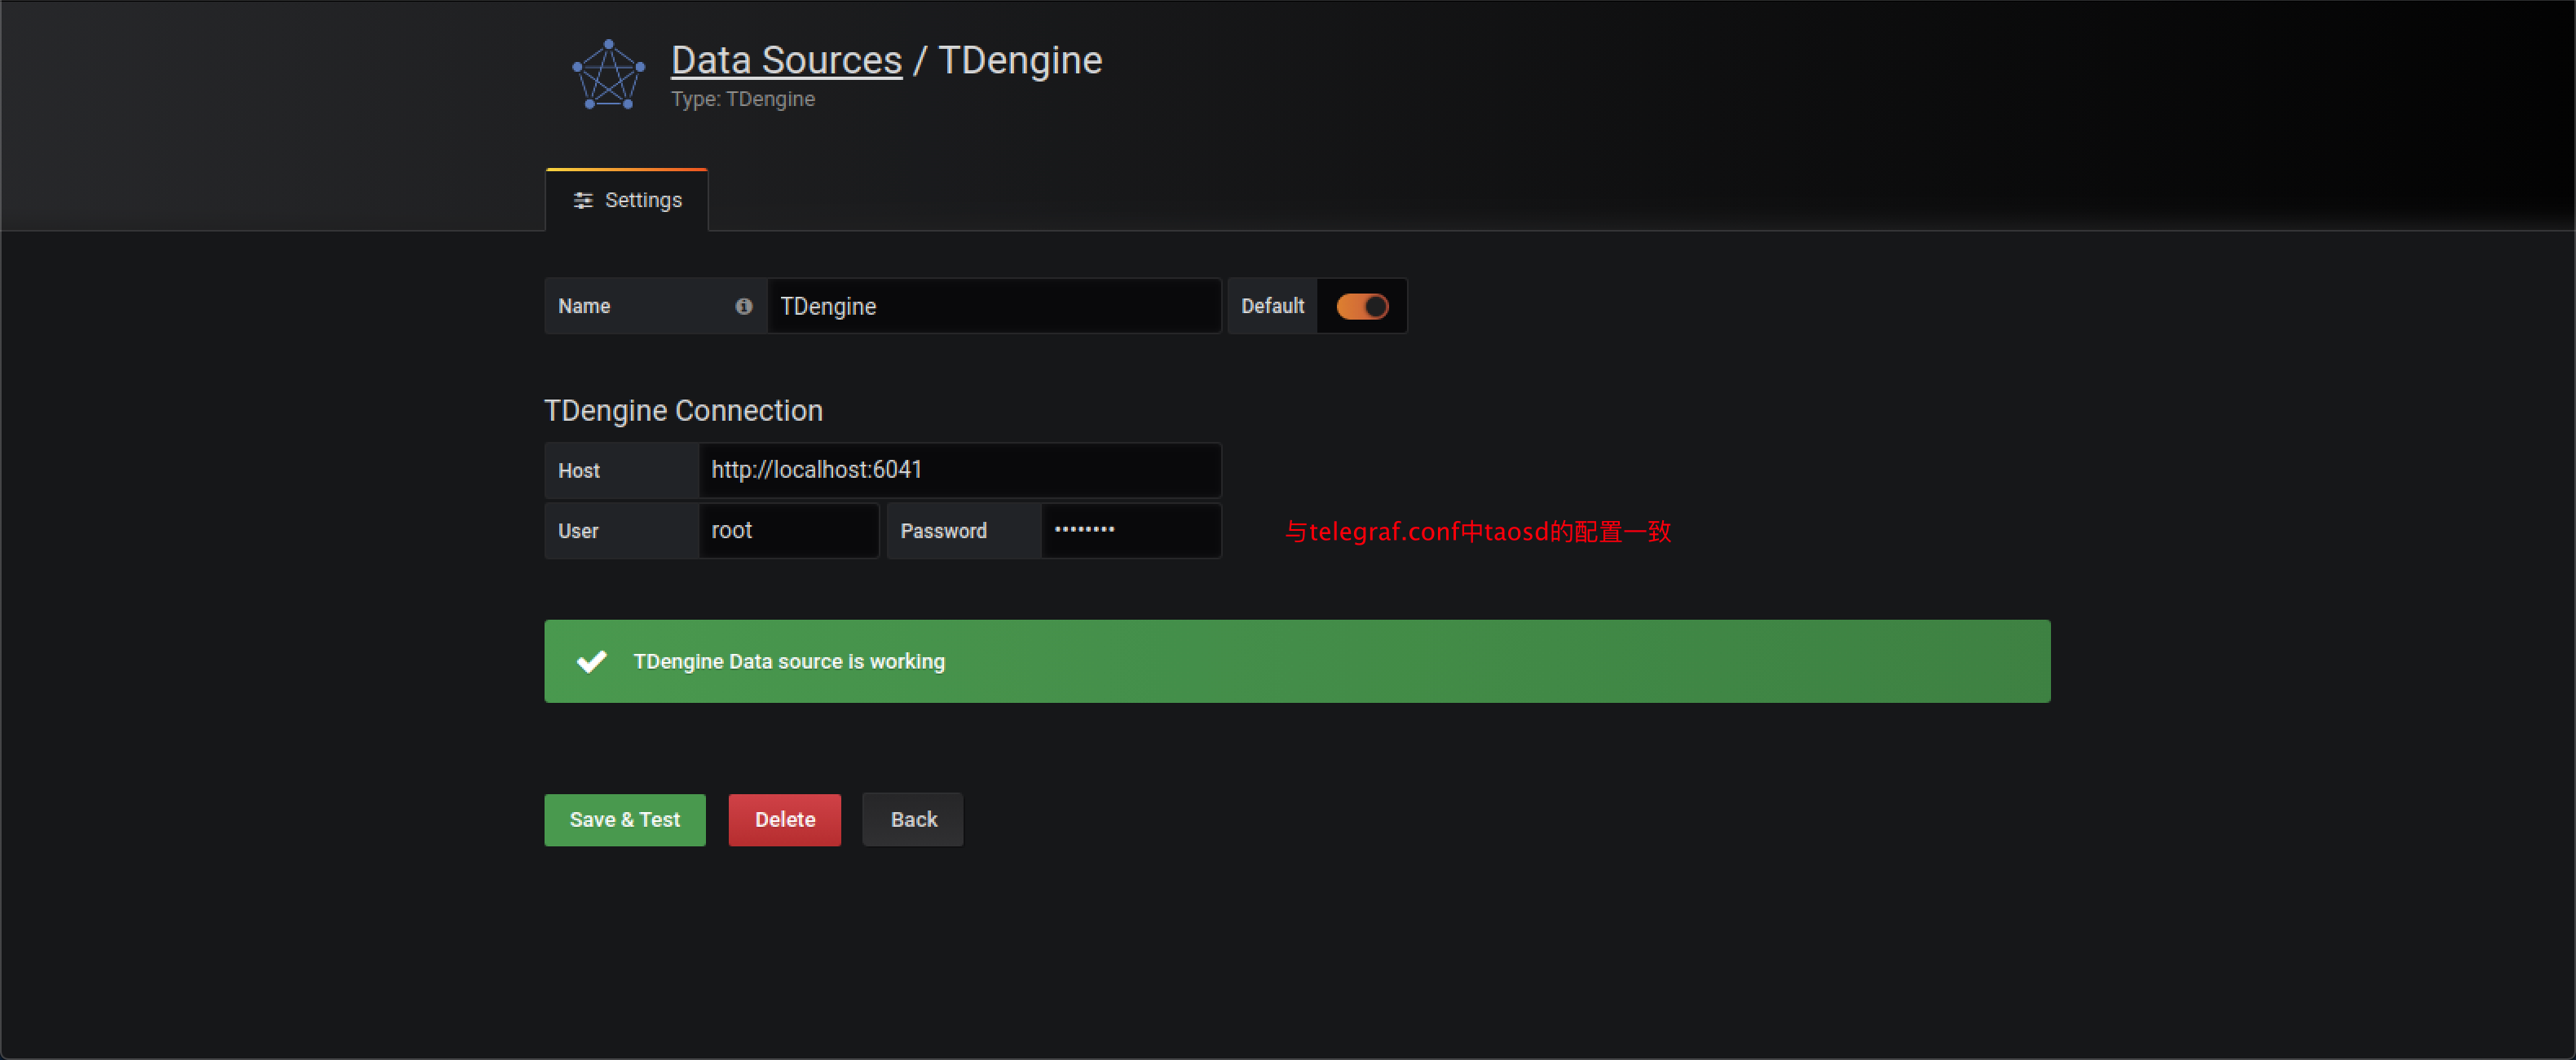 Data Sources / TDengine
Type: TDengine
Settings
Name TDengine Default
TDengine Connection
Host http://localhost:6041
User root Password ••••••••
与telegraf.conf中taosd的配置一致
TDengine Data source is working
Save & Test Delete Back